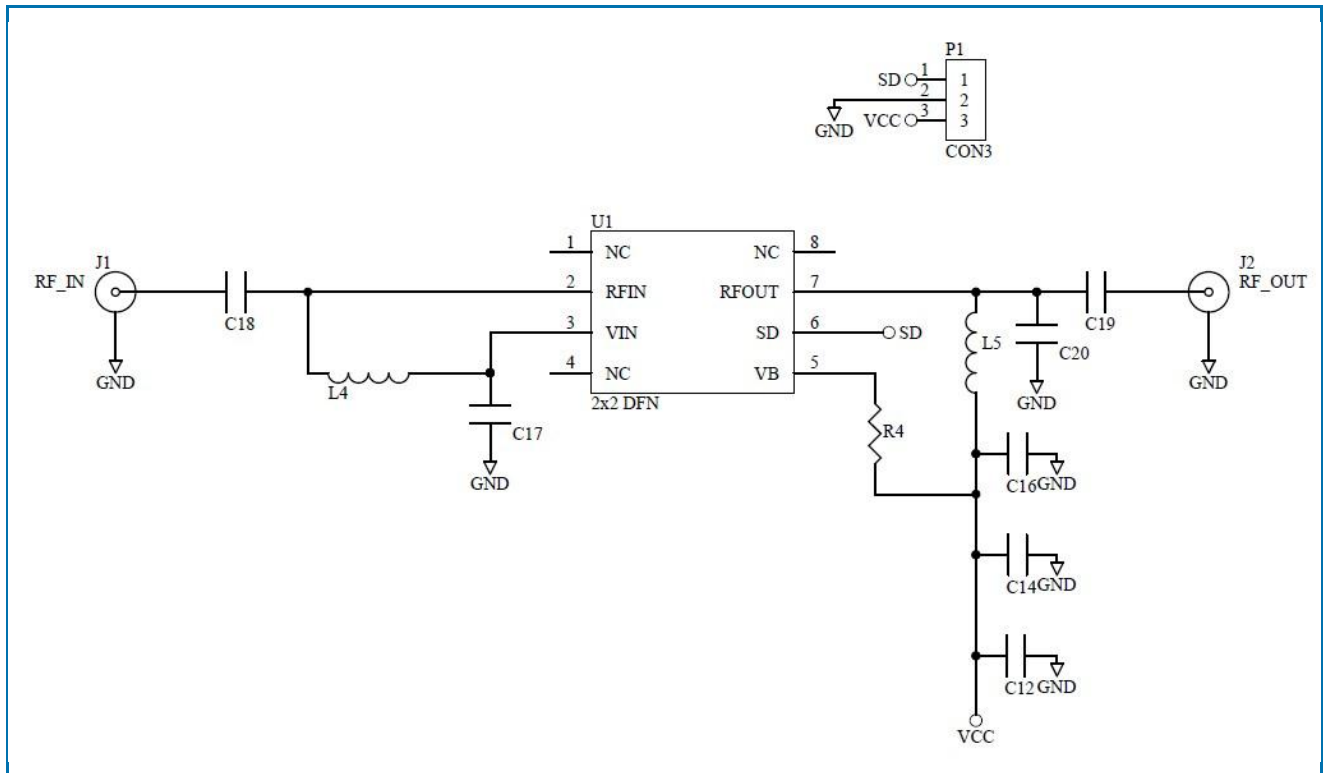 P1
SD 1 1
2 2
GND VCC 3 3
CON3
U1
1 NC NC 8
J1
RF_IN
2 RFIN RFOUT 7
J2
RF_OUT
C18
C19
3 VIN SD 6 SD
L5
C20
GND
GND
4 NC VB 5
L4
2x2 DFN
GND
C17
R4
GND
C16 GND
C14 GND
C12 GND
VCC